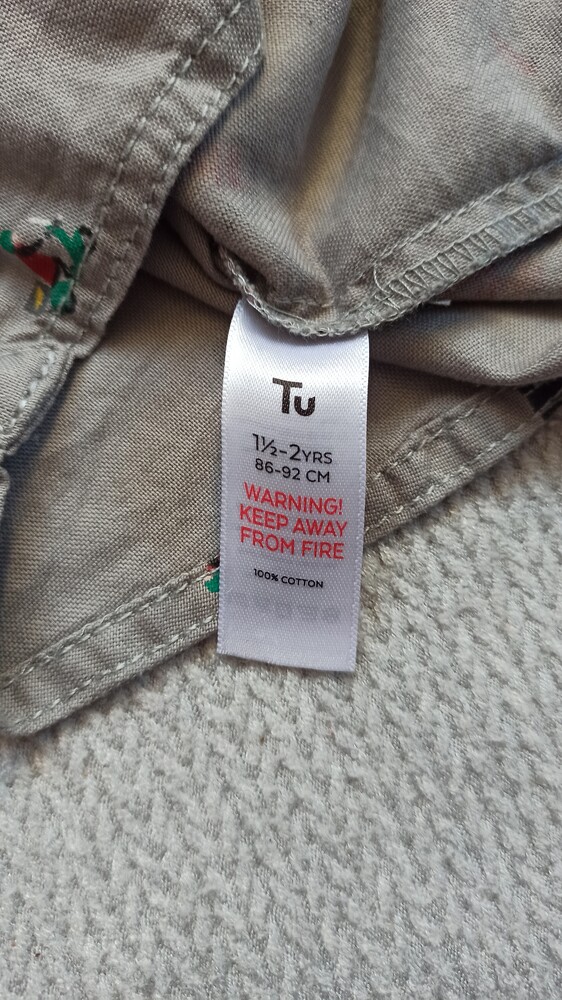 Tu
1½-2YRS
86-92 CM
WARNING!
KEEP AWAY
FROM FIRE
100% COTTON